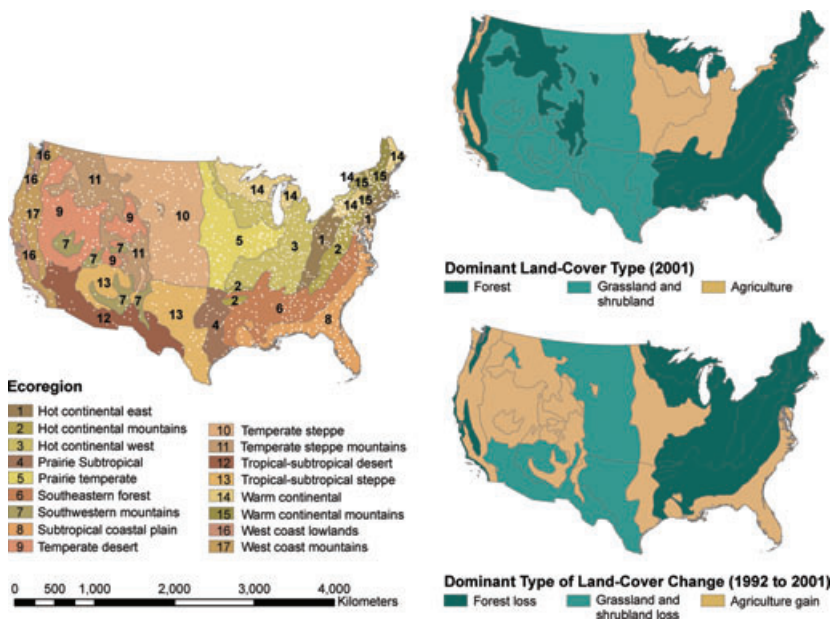 16
16
17
16
11
9
9
7
7
7
9
11
13
7
7
12
10
5
13
4
14
14
3
2
2
6
8
1
2
14
15
14
15
14
15
1
Ecoregion
1 Hot continental east
2 Hot continental mountains
3 Hot continental west
4 Prairie Subtropical
5 Prairie temperate
6 Southeastern forest
7 Southwestern mountains
8 Subtropical coastal plain
9 Temperate desert
10 Temperate steppe
11 Temperate steppe mountains
12 Tropical-subtropical desert
13 Tropical-subtropical steppe
14 Warm continental
15 Warm continental mountains
16 West coast lowlands
17 West coast mountains
0 500 1,000 2,000 3,000 4,000
Kilometers
Dominant Land-Cover Type (2001)
Forest Grassland and shrubland Agriculture
Dominant Type of Land-Cover Change (1992 to 2001)
Forest loss Grassland and shrubland loss Agriculture gain